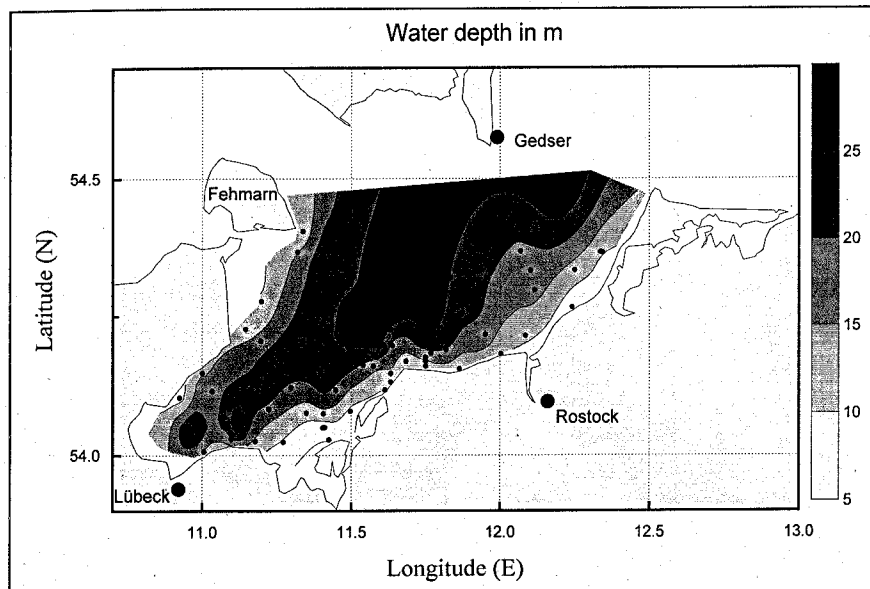 Water depth in m
Gedser
Fehmarn
54.5
54.0
Latitude (N)
Rostock
Lübeck
11.0
11.5
12.0
12.5
13.0
Longitude (E)
25
20
15
10
5